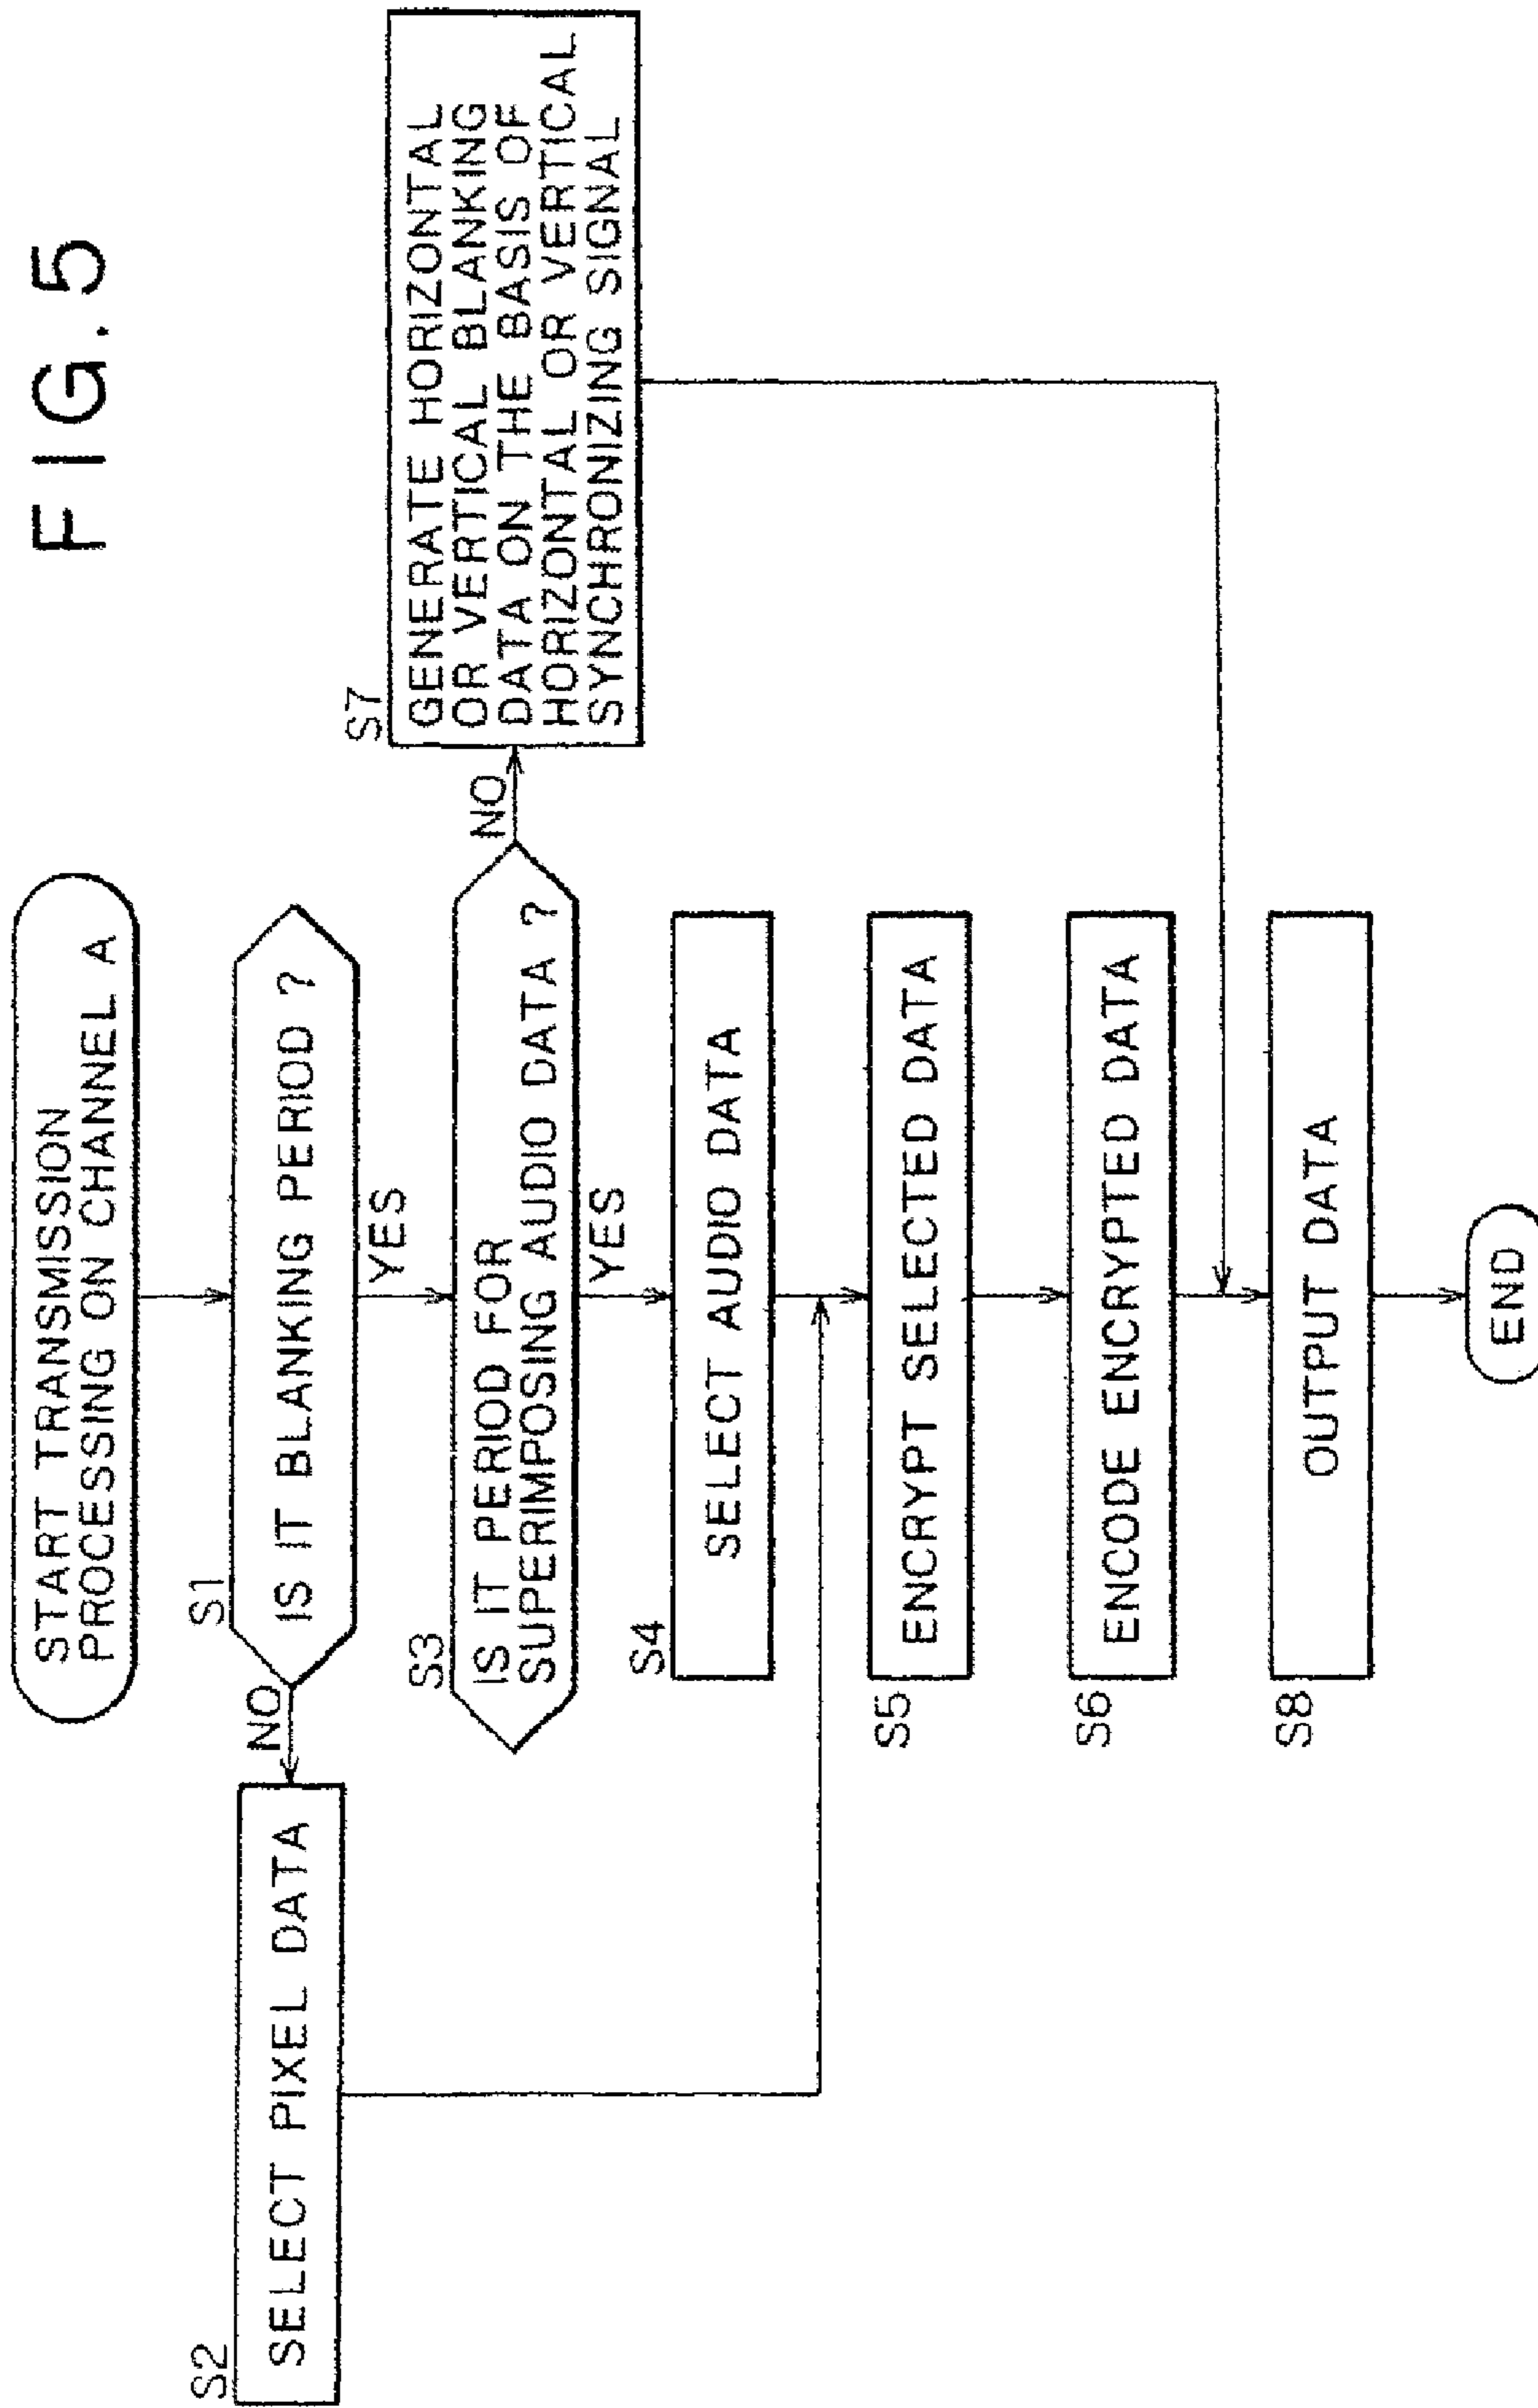 FIG.5
START TRANSMISSION
PROCESSING ON CHANNEL A
S1
IS IT BLANKING PERIOD ?
NO
YES
S2
SELECT PIXEL DATA
S3
IS IT PERIOD FOR
SUPERIMPOSING AUDIO DATA ?
NO
YES
S7
GENERATE HORIZONTAL
OR VERTICAL BLANKING
DATA ON THE BASIS OF
HORIZONTAL OR VERTICAL
SYNCHRONIZING SIGNAL
S4
SELECT AUDIO DATA
S5
ENCRYPT SELECTED DATA
S6
ENCODE ENCRYPTED DATA
S8
OUTPUT DATA
END